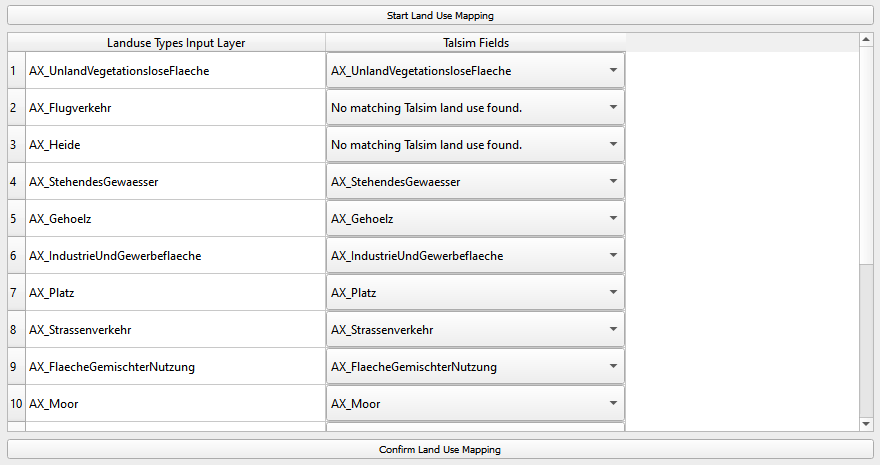 Start Land Use Mapping
Landuse Types Input Layer Talsim Fields
1 AX_UnlandVegetationsloseFlaeche AX_UnlandVegetationsloseFlaeche
2 AX_Flugverkehr No matching Talsim land use found.
3 AX_Heide No matching Talsim land use found.
4 AX_StehendesGewaesser AX_StehendesGewaesser
5 AX_Gehoelz AX_Gehoelz
6 AX_IndustrieUndGewerbeflaeche AX_IndustrieUndGewerbeflaeche
7 AX_Platz AX_Platz
8 AX_Strassenverkehr AX_Strassenverkehr
9 AX_FlaecheGemischterNutzung AX_FlaecheGemischterNutzung
10 AX_Moor AX_Moor
Confirm Land Use Mapping